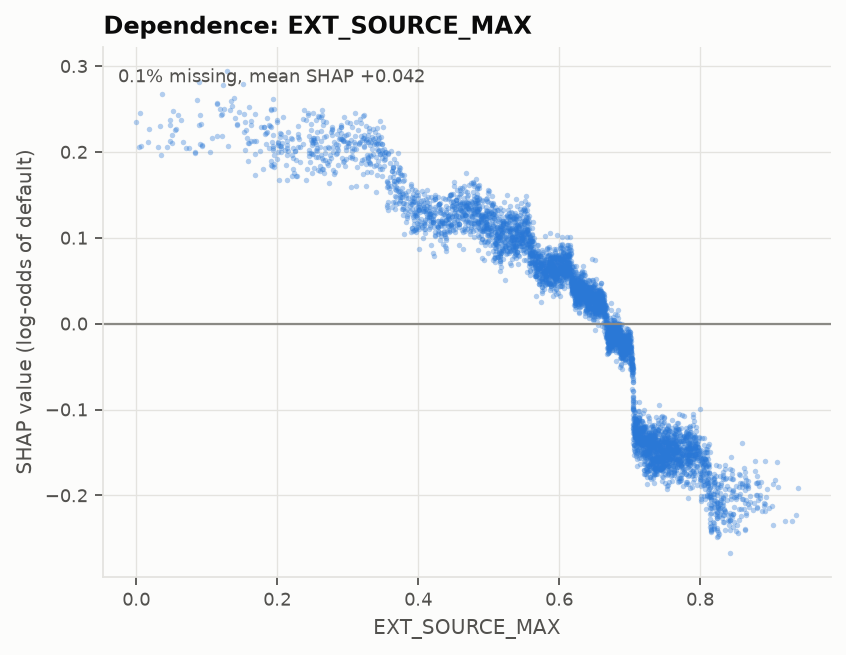 Dependence: EXT_SOURCE_MAX
0.1% missing, mean SHAP +0.042
SHAP value (log-odds of default)
0.3
0.2
0.1
0.0
−0.1
−0.2
0.0 0.2 0.4 0.6 0.8
EXT_SOURCE_MAX